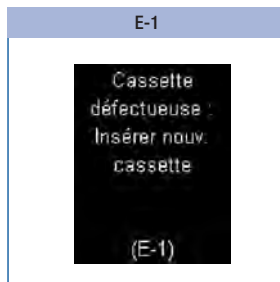 E-1
Cassette
défectueuse :
Insérer nouv.
cassette
(E-1)